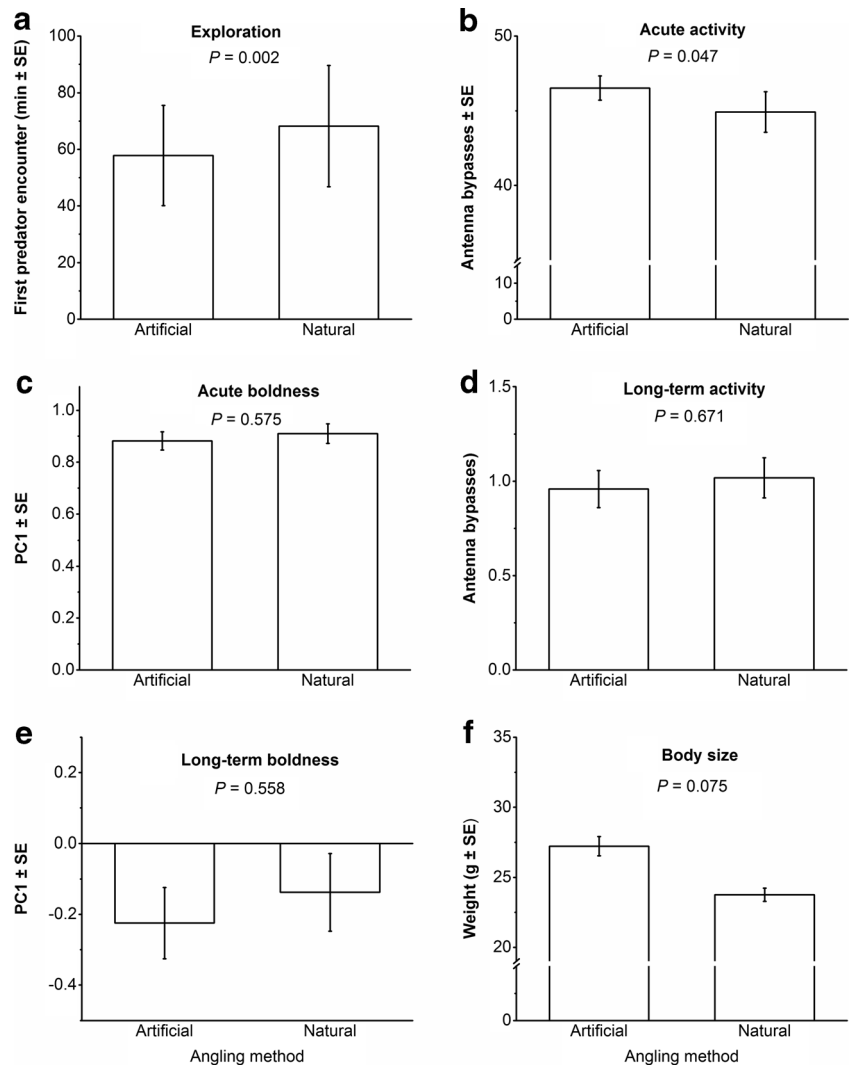 a
Exploration
P = 0.002
First predator encounter (min ± SE)
100
80
60
40
20
0
Artificial
Natural
b
Acute activity
P = 0.047
Antenna bypasses ± SE
50
40
10
0
Artificial
Natural
c
Acute boldness
P = 0.575
PC1 ± SE
1.0
0.8
0.6
0.4
0.2
0.0
Artificial
Natural
d
Long-term activity
P = 0.671
Antenna bypasses)
1.5
1.0
0.5
0.0
Artificial
Natural
e
Long-term boldness
P = 0.558
PC1 ± SE
0.2
0.0
-0.2
-0.4
Artificial
Natural
Angling method
f
Body size
P = 0.075
Weight (g ± SE)
35
30
25
20
0
Artificial
Natural
Angling method